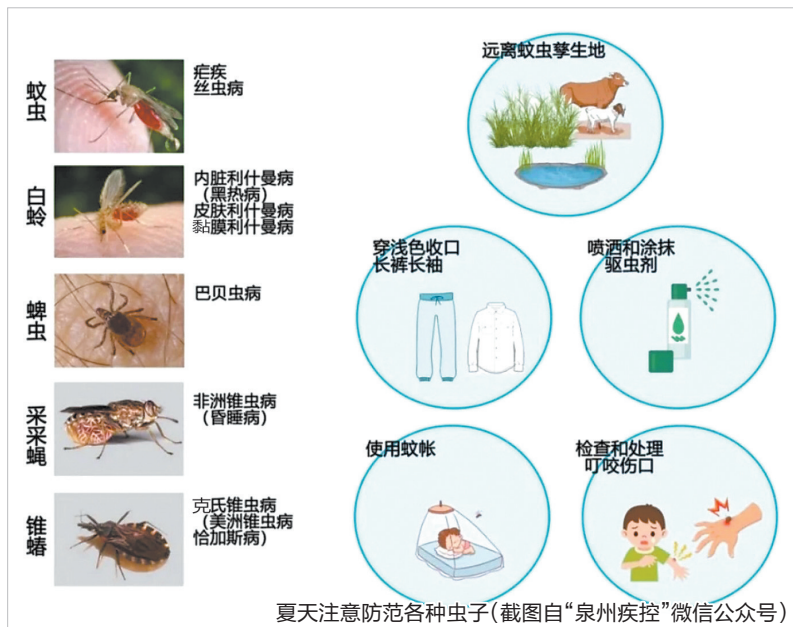 蚊虫
疟疾
丝虫病
白蛉
内脏利什曼病
（黑热病）
皮肤利什曼病
黏膜利什曼病
蜱虫
巴贝虫病
采采蝇
非洲锥虫病
（昏睡病）
锥蝽
克氏锥虫病
（美洲锥虫病
恰加斯病）
远离蚊虫孳生地
穿浅色收口
长裤长袖
喷洒和涂抹
驱虫剂
使用蚊帐
检查和处理
叮咬伤口
夏天注意防范各种虫子（截图自“泉州疾控”微信公众号）